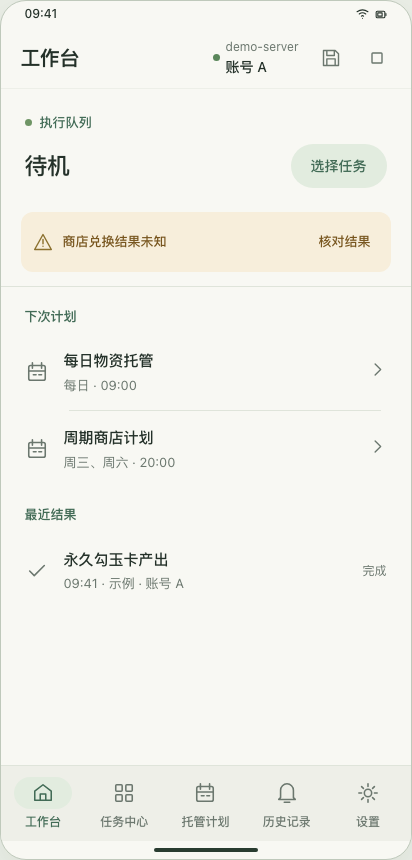 09:41
工作台
demo-server
账号 A
执行队列
待机
选择任务
商店兑换结果未知
核对结果
下次计划
每日物资托管
每日 · 09:00
周期商店计划
周三、周六 · 20:00
最近结果
永久勾玉卡产出
09:41 · 示例 · 账号 A
完成
工作台
任务中心
托管计划
历史记录
设置